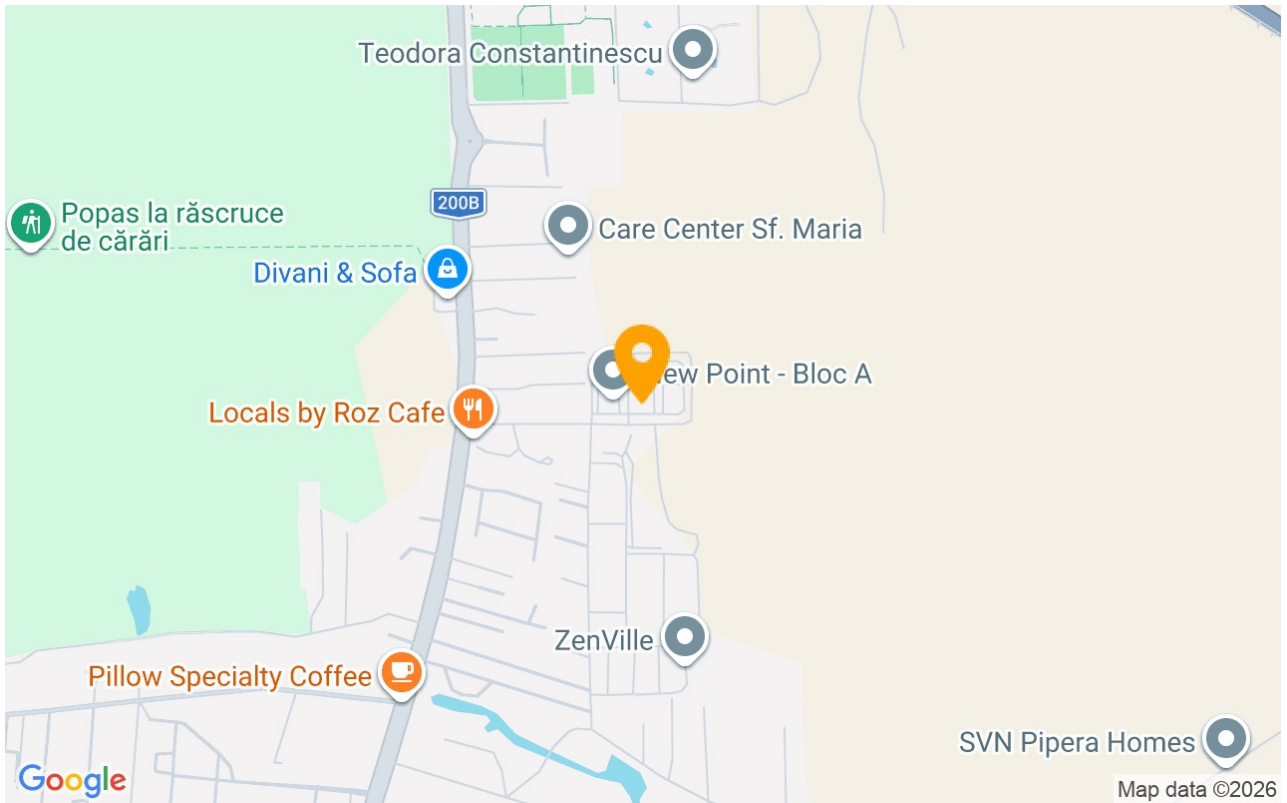 Teodora Constantinescu
200B
Popas la răscruce
de cărări
Care Center Sf. Maria
Divani & Sofa
Point - Bloc A
Locals by Roz Cafe
ZenVille
Pillow Specialty Coffee
SVN Pipera Homes
Google
Map data ©2026